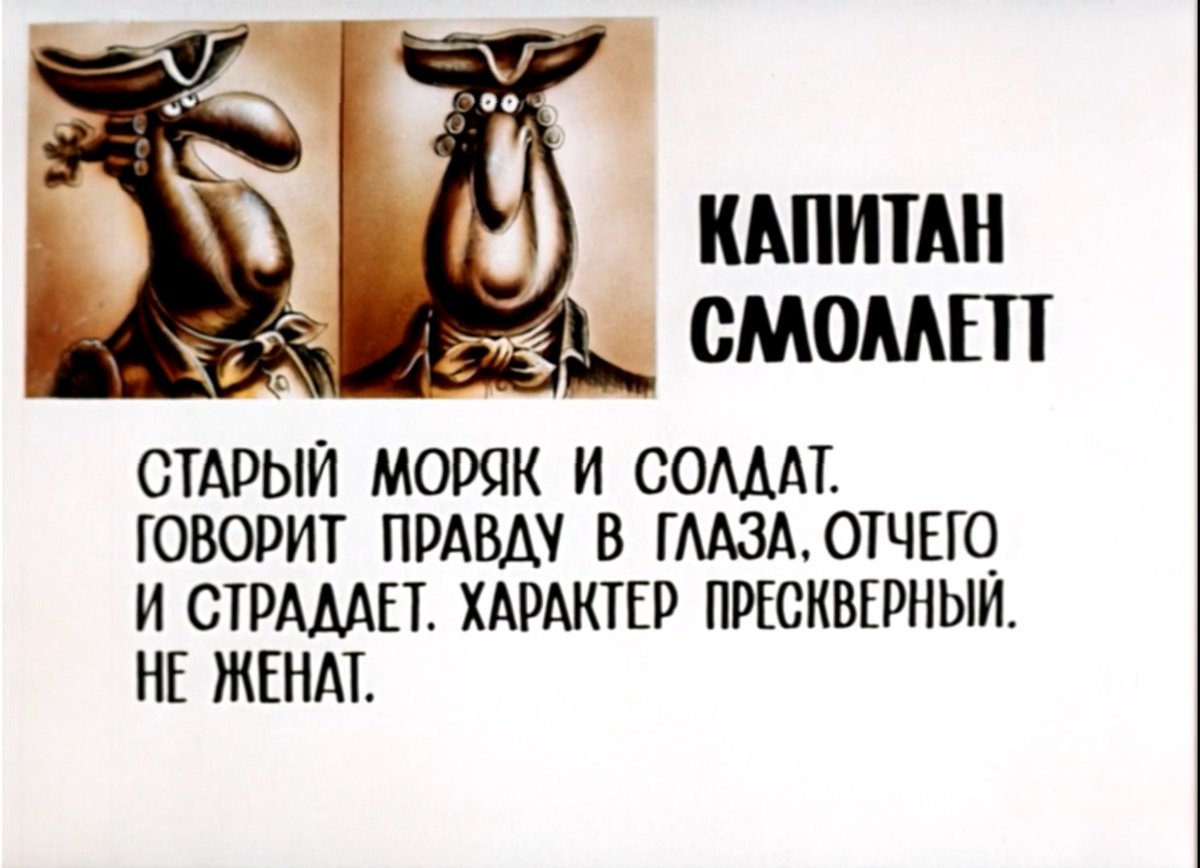 КАПИТАН
СМОЛЛЕТТ
СТАРЫЙ МОРЯК И СОЛДАТ.
ГОВОРИТ ПРАВДУ В ГЛАЗА, ОТЧЕГО
И СТРАДАЕТ. ХАРАКТЕР ПРЕСКВЕРНЫЙ.
НЕ ЖЕНАТ.